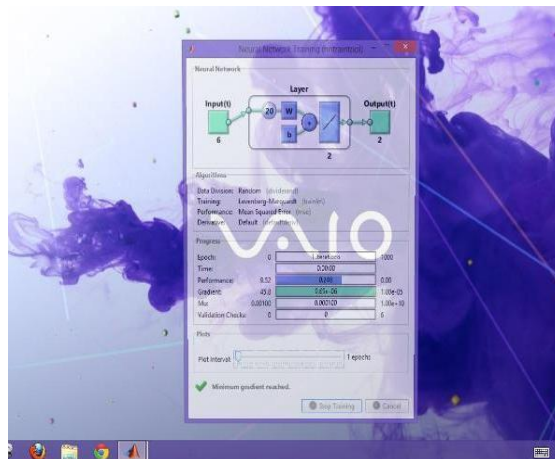 Neural Network Training (nntraintool)
Neural Network
Layer
Input(t)
Output(t)
20
W
b
+
6
2
2
Algorithms
Data Division: Random (dividerand)
Training: Levenberg-Marquardt (trainlm)
Performance: Mean Squared Error (mse)
Derivative: Default (defaultderiv)
VAIO
Progress
Epoch: 0 1000
Time: 0:00:00
Performance: 9.52 0.00
Gradient: 45.8 1.00e-05
Mu: 0.00100 0.000100 1.00e+10
Validation Checks: 0 0 6
Plots
Plot Interval: 1 epochs
Minimum gradient reached.
Stop Training
Cancel